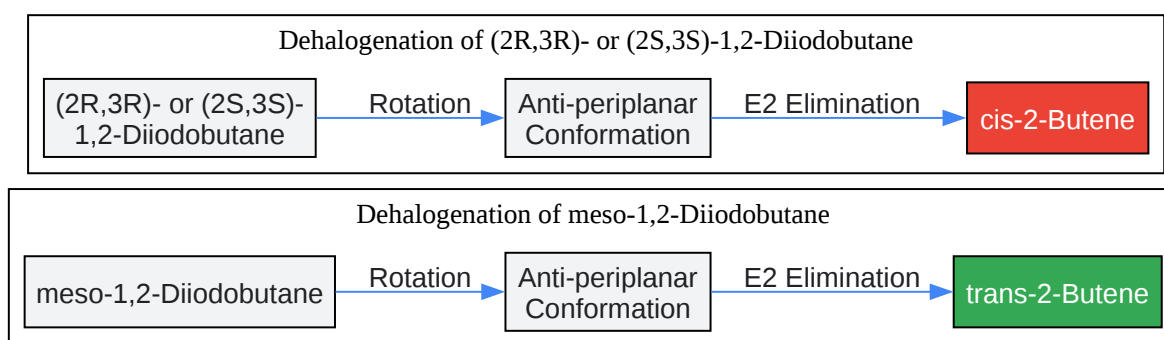 Dehalogenation of (2R,3R)- or (2S,3S)-1,2-Diiodobutane
(2R,3R)- or (2S,3S)-
1,2-Diiodobutane
Rotation
Anti-periplanar
Conformation
E2 Elimination
cis-2-Butene
Dehalogenation of meso-1,2-Diiodobutane
meso-1,2-Diiodobutane
Rotation
Anti-periplanar
Conformation
E2 Elimination
trans-2-Butene